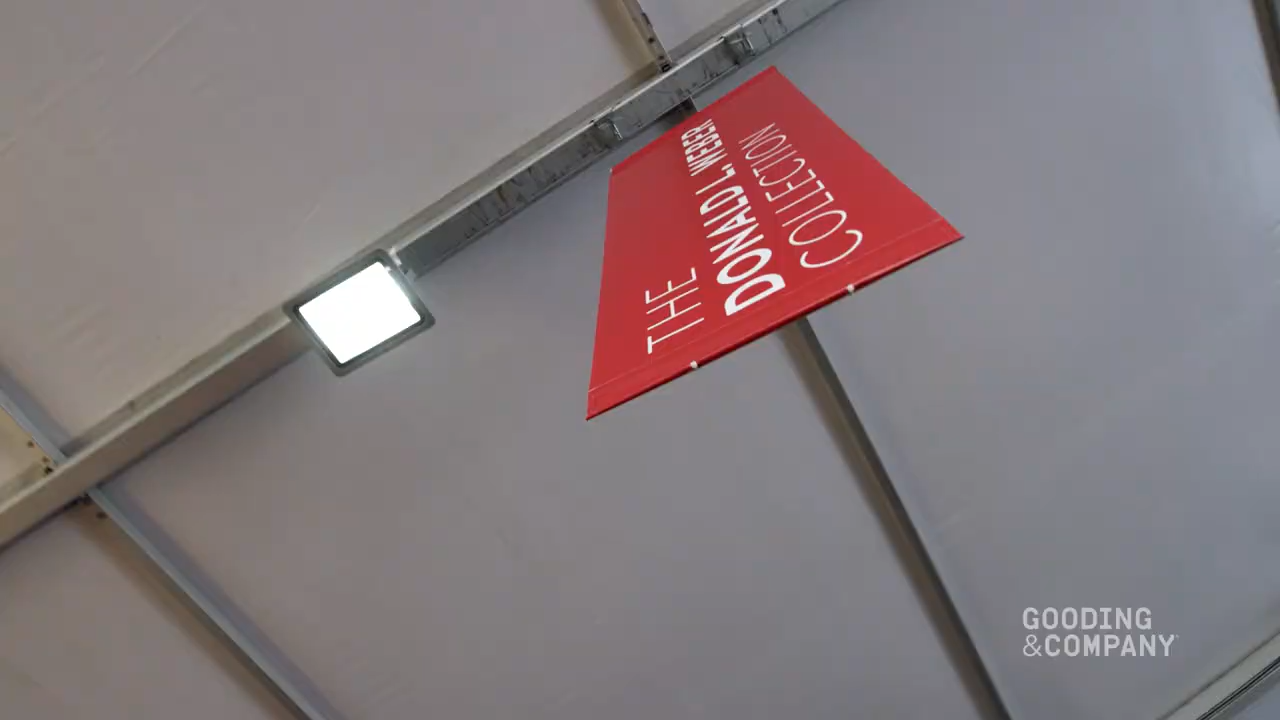 THE
DONALD L. WEBER
COLLECTION
GOODING
&COMPANY